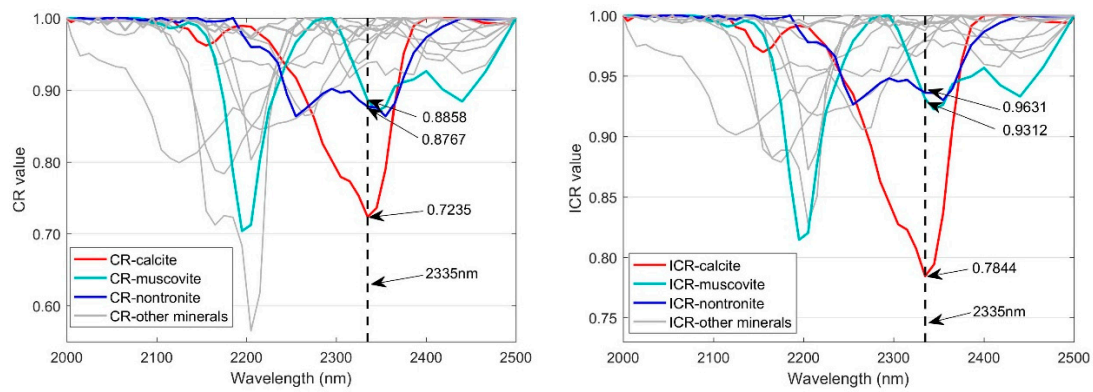 1.00
0.90
0.80
0.70
0.60
CR value
0.8858
0.8767
0.7235
2335nm
CR-calcite
CR-muscovite
CR-nontronite
CR-other minerals
2000
2100
2200
2300
2400
2500
Wavelength (nm)
1.00
0.95
0.90
0.85
0.80
0.75
ICR value
0.9631
0.9312
0.7844
2335nm
ICR-calcite
ICR-muscovite
ICR-nontronite
ICR-other minerals
2000
2100
2200
2300
2400
2500
Wavelength (nm)